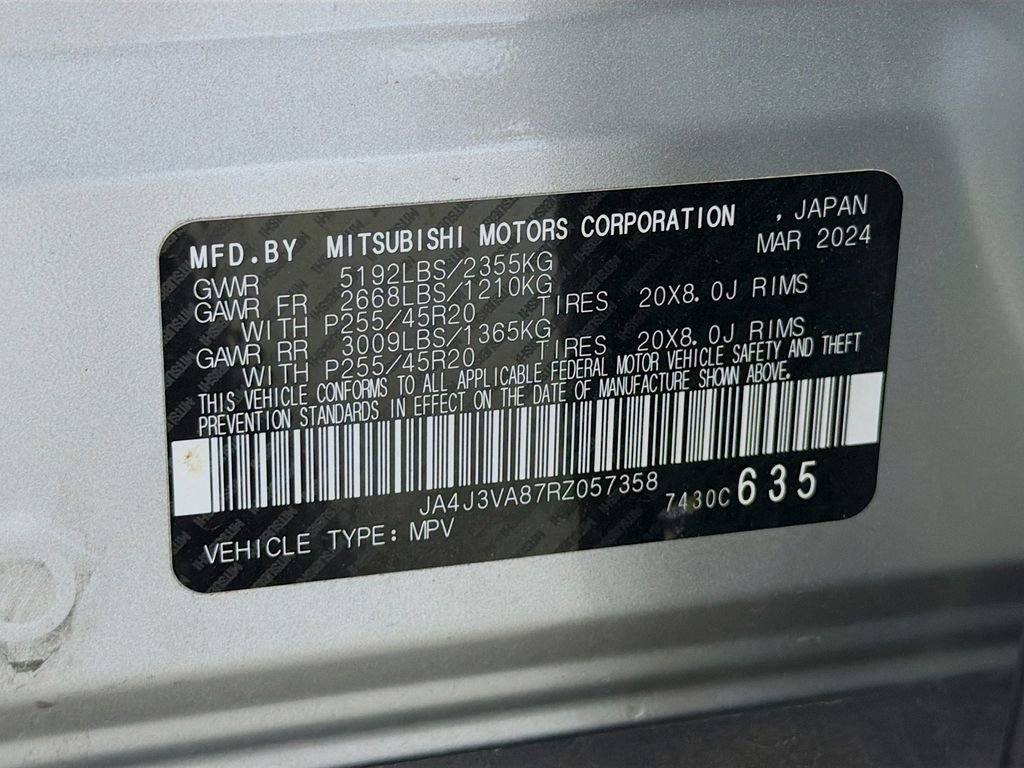 MFD.BY MITSUBISHI MOTORS CORPORATION , JAPAN
MAR 2024
GVWR 5192LBS/2355KG
GAWR FR 2668LBS/1210KG
WITH P255/45R20 TIRES 20X8.0J RIMS
GAWR RR 3009LBS/1365KG
WITH P255/45R20 TIRES 20X8.0J RIMS
THIS VEHICLE CONFORMS TO ALL APPLICABLE FEDERAL MOTOR VEHICLE SAFETY AND THEFT
PREVENTION STANDARDS IN EFFECT ON THE DATE OF MANUFACTURE SHOWN ABOVE.
JA4J3VA87RZ057358 7430C 635
VEHICLE TYPE: MPV